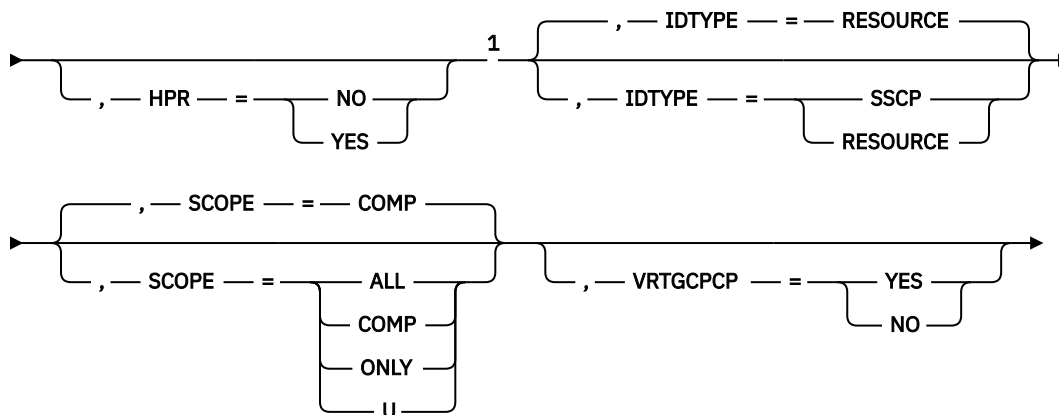 , IDTYPE = RESOURCE
1
, HPR = NO
YES
, IDTYPE = SSCP
RESOURCE
, SCOPE = COMP
, SCOPE = ALL
COMP
ONLY
U
, VRTGCPCP = YES
NO